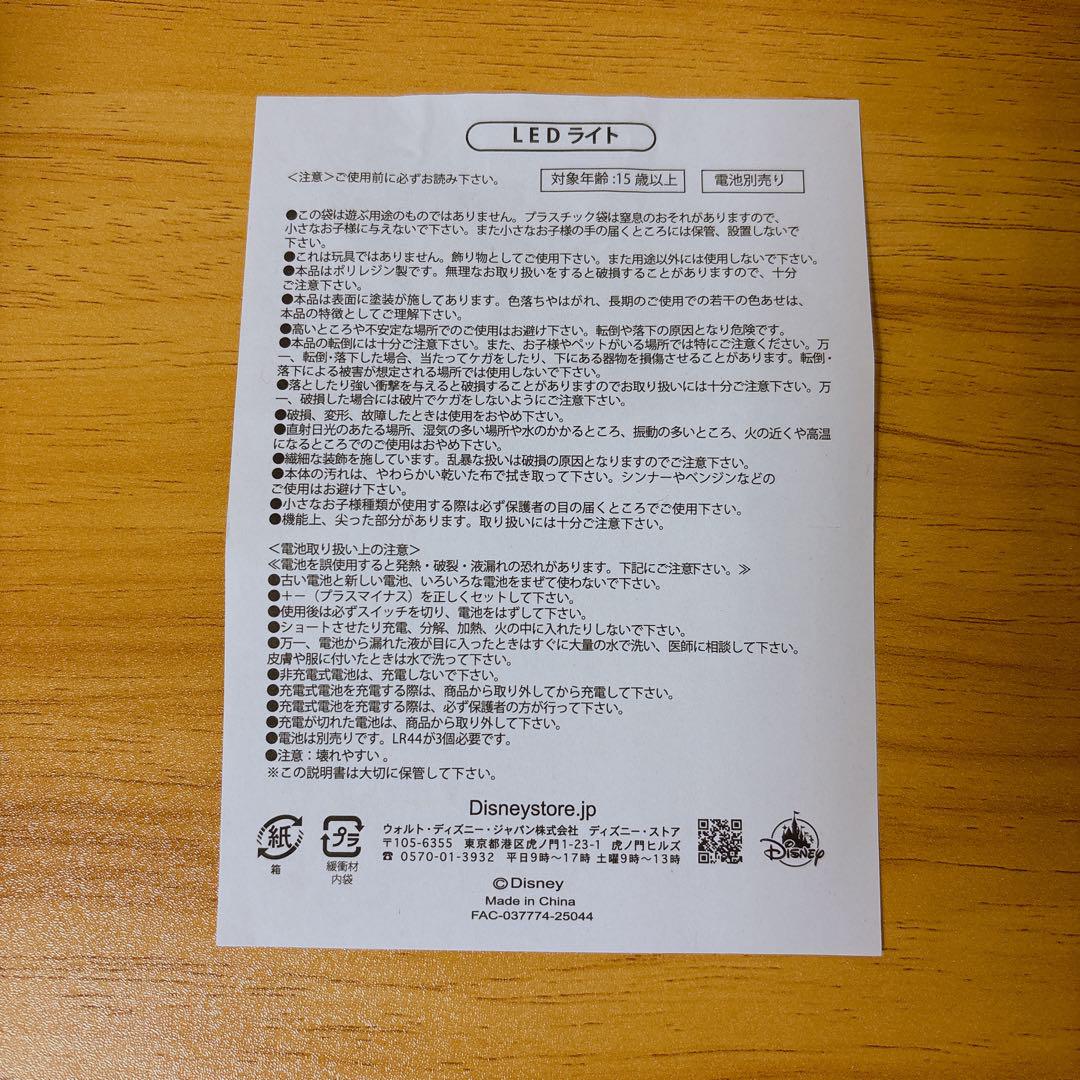 LEDライト
＜注意＞ご使用前に必ずお読み下さい。
対象年齢:15歳以上
電池別売り
●この袋は遊ぶ用途のものではありません。プラスチック袋は窒息のおそれがありますので、
小さなお子様に与えないで下さい。また小さなお子様の手の届くところには保管、設置しないで
下さい。
●これは玩具ではありません。飾り物としてご使用下さい。また用途以外には使用しないで下さい。
●本品はポリレジン製です。無理なお取り扱いをすると破損することがありますので、十分
ご注意下さい。
●本品は表面に塗装が施してあります。色落ちやはがれ、長期のご使用での若干の色あせは、
本品の特徴としてご理解下さい。
●高いところや不安定な場所でのご使用はお避け下さい。転倒や落下の原因となり危険です。
●本品の転倒には十分ご注意下さい。また、お子様やペットがいる場所では特にご注意ください。万
一、転倒・落下した場合、当たってケガをしたり、下にある器物を損傷させることがあります。転倒・
落下による被害が想定される場所では使用しないで下さい。
●落としたり強い衝撃を与えると破損することがありますのでお取り扱いには十分ご注意下さい。万
一、破損した場合には破片でケガをしないようにご注意下さい。
●破損、変形、故障したときは使用をおやめ下さい。
●直射日光のあたる場所、湿気の多い場所や水のかかるところ、振動の多いところ、火の近くや高温
になるところでのご使用はおやめ下さい。
●繊細な装飾を施しています。乱暴な扱いは破損の原因となりますのでご注意下さい。
●本体の汚れは、やわらかい乾いた布で拭き取って下さい。シンナーやベンジンなどの
ご使用はお避け下さい。
●小さなお子様種類が使用する際は必ず保護者の目の届くところでご使用下さい。
●機能上、尖った部分があります。取り扱いには十分ご注意下さい。
＜電池取り扱い上の注意＞
≪電池を誤使用すると発熱・破裂・液漏れの恐れがあります。下記にご注意下さい。≫
●古い電池と新しい電池、いろいろな電池をまぜて使わないで下さい。
●＋－（プラスマイナス）を正しくセットして下さい。
●使用後は必ずスイッチを切り、電池をはずして下さい。
●ショートさせたり充電、分解、加熱、火の中に入れたりしないで下さい。
●万一、電池から漏れた液が目に入ったときはすぐに大量の水で洗い、医師に相談して下さい。
皮膚や服に付いたときは水で洗って下さい。
●非充電式電池は、充電しないで下さい。
●充電式電池を充電する際は、商品から取り外してから充電して下さい。
●充電式電池を充電する際は、必ず保護者の方が行って下さい。
●充電が切れた電池は、商品から取り外して下さい。
●電池は別売りです。LR44が3個必要です。
●注意：壊れやすい。
※この説明書は大切に保管して下さい。
Disneystore.jp
紙
箱
プラ
緩衝材
内袋
ウォルト・ディズニー・ジャパン株式会社 ディズニー・ストア
〒105-6355 東京都港区虎ノ門1-23-1 虎ノ門ヒルズ
☎ 0570-01-3932 平日9時～17時 土曜9時～13時
Disney
©Disney
Made in China
FAC-037774-25044